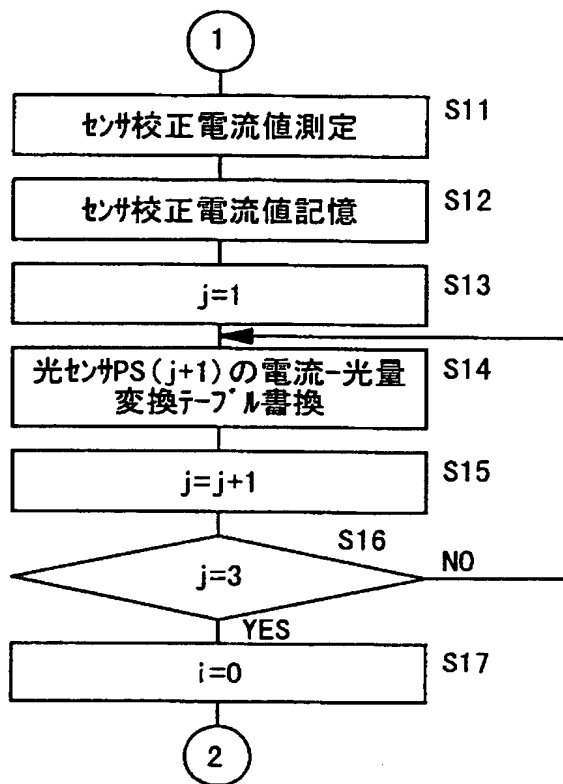 1
ｾﾝｻ校正電流値測定
S11
ｾﾝｻ校正電流値記憶
S12
j=1
S13
光ｾﾝｻPS(j+1)の電流-光量
変換ﾃｰﾌﾞﾙ書換
S14
j=j+1
S15
S16
j=3
NO
YES
i=0
S17
2